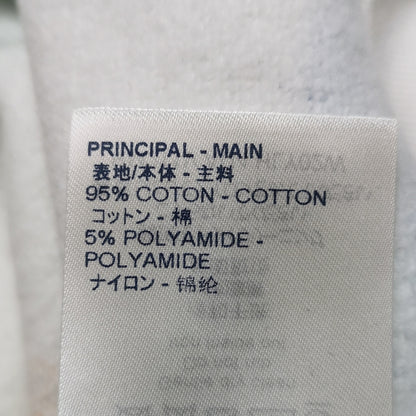 PRINCIPAL - MAIN
表地/本体 - 主料
95% COTON - COTTON
コットン - 棉
5% POLYAMIDE -
POLYAMIDE
ナイロン - 锦纶